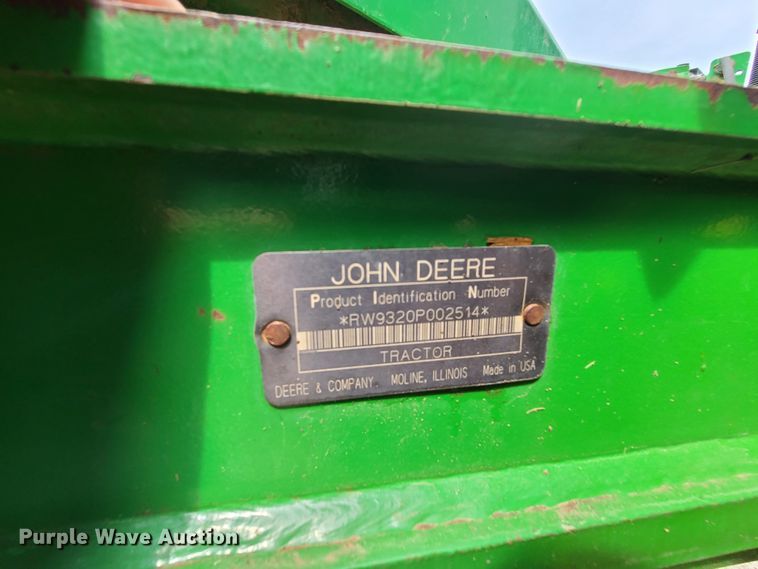 JOHN DEERE
Product Identification Number
*RW9320P002514*
TRACTOR
DEERE & COMPANY. MOLINE, ILLINOIS Made in USA
Purple Wave Auction